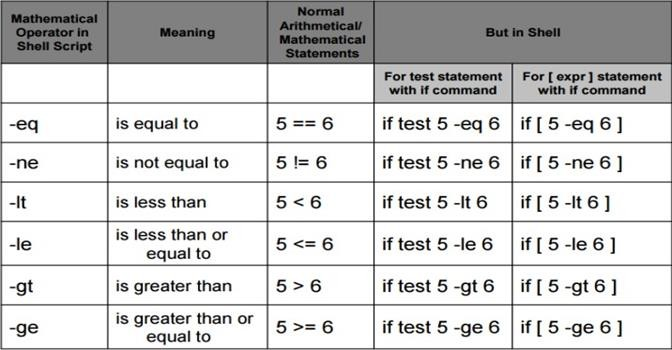 Mathematical Operator in Shell Script
Meaning
Normal Arithmetical/ Mathematical Statements
But in Shell
For test statement with if command
For [ expr ] statement with if command
-eq
is equal to
5 == 6
if test 5 -eq 6
if [ 5 -eq 6 ]
-ne
is not equal to
5 != 6
if test 5 -ne 6
if [ 5 -ne 6 ]
-lt
is less than
5 < 6
if test 5 -lt 6
if [ 5 -lt 6 ]
-le
is less than or equal to
5 <= 6
if test 5 -le 6
if [ 5 -le 6 ]
-gt
is greater than
5 > 6
if test 5 -gt 6
if [ 5 -gt 6 ]
-ge
is greater than or equal to
5 >= 6
if test 5 -ge 6
if [ 5 -ge 6 ]